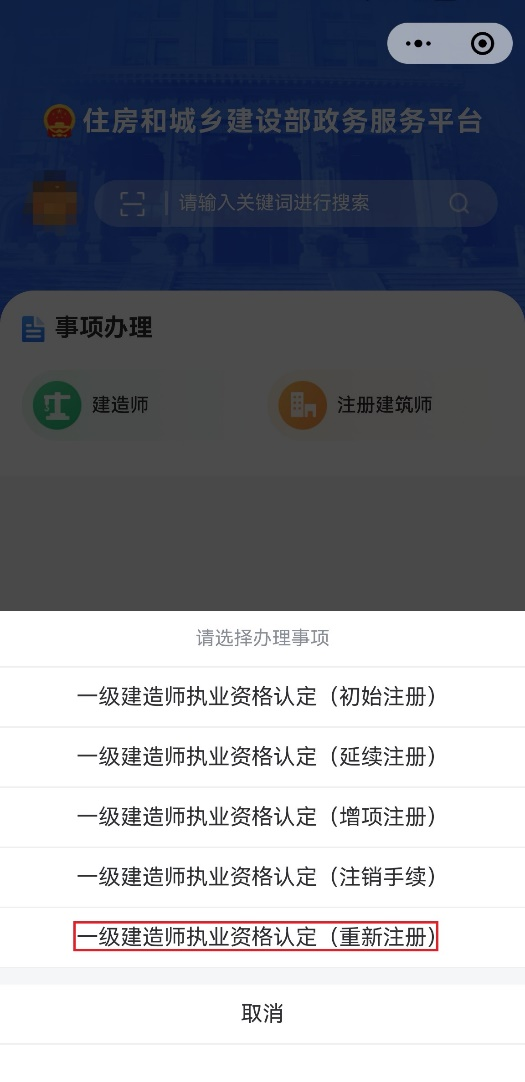 住房和城乡建设部政务服务平台
请输入关键词进行搜索
事项办理
建造师
注册建筑师
请选择办理事项
一级建造师执业资格认定（初始注册）
一级建造师执业资格认定（延续注册）
一级建造师执业资格认定（增项注册）
一级建造师执业资格认定（注销手续）
一级建造师执业资格认定（重新注册）
取消